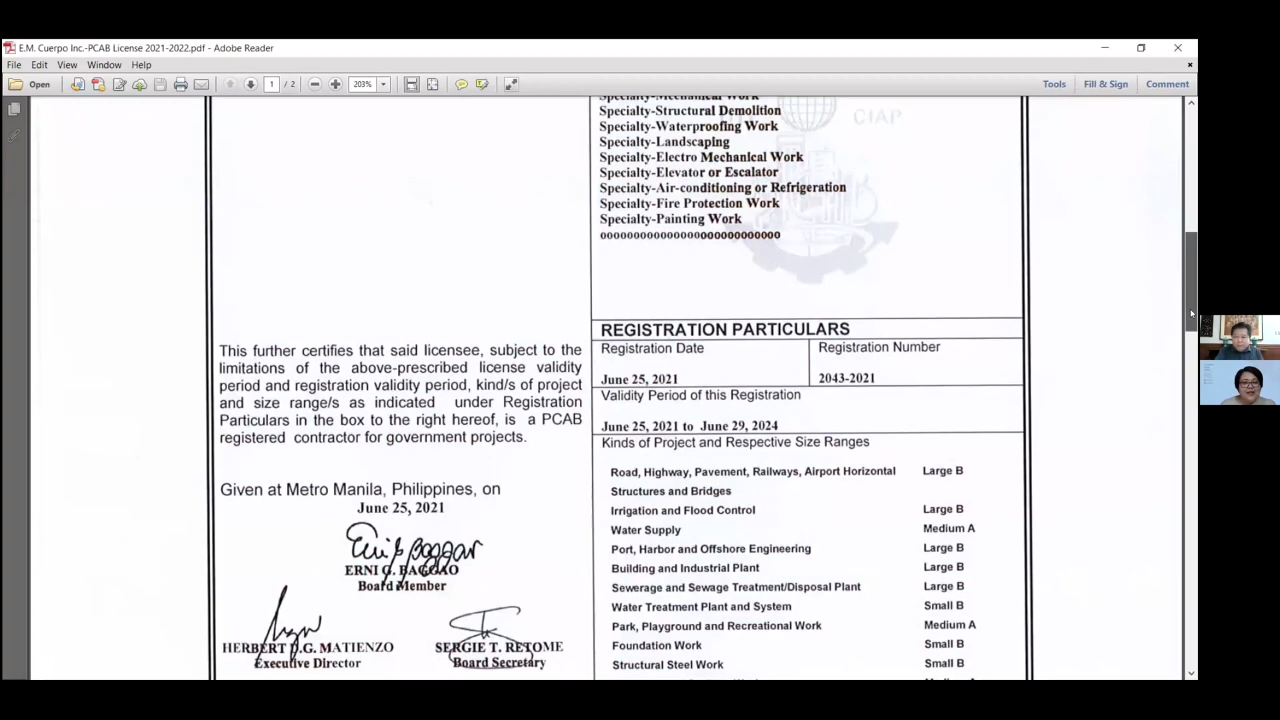 E.M. Cuerpo Inc.-PCAB License 2021-2022.pdf - Adobe Reader
File Edit View Window Help
Open 1 / 2 203% Tools Fill & Sign Comment
Specialty-Mechanical Work
Specialty-Structural Demolition
Specialty-Waterproofing Work
Specialty-Landscaping
Specialty-Electro Mechanical Work
Specialty-Elevator or Escalator
Specialty-Air-conditioning or Refrigeration
Specialty-Fire Protection Work
Specialty-Painting Work
ooooooooooooooooooooooooooo
CIAP
This further certifies that said licensee, subject to the
limitations of the above-prescribed license validity
period and registration validity period, kind/s of project
and size range/s as indicated under Registration
Particulars in the box to the right hereof, is a PCAB
registered contractor for government projects.
Given at Metro Manila, Philippines, on
June 25, 2021
ERNI G. BAGGAO
Board Member
HERBERT D.G. MATIENZO
Executive Director
SERGIE T. RETOME
Board Secretary
REGISTRATION PARTICULARS
Registration Date
June 25, 2021
Registration Number
2043-2021
Validity Period of this Registration
June 25, 2021 to June 29, 2024
Kinds of Project and Respective Size Ranges
Road, Highway, Pavement, Railways, Airport Horizontal Large B
Structures and Bridges
Irrigation and Flood Control Large B
Water Supply Medium A
Port, Harbor and Offshore Engineering Large B
Building and Industrial Plant Large B
Sewerage and Sewage Treatment/Disposal Plant Large B
Water Treatment Plant and System Small B
Park, Playground and Recreational Work Medium A
Foundation Work Small B
Structural Steel Work Small B